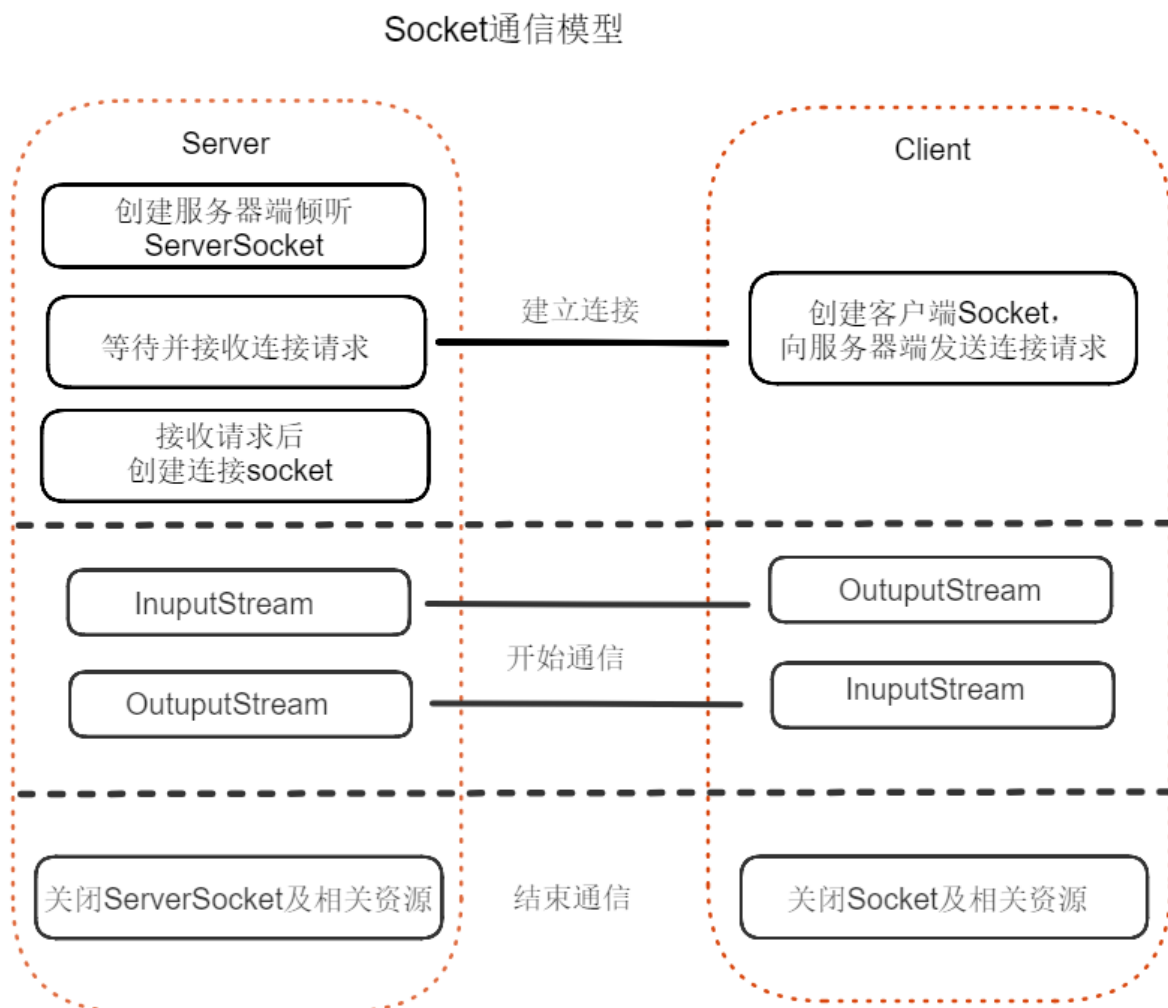 Socket通信模型
Server
创建服务器端倾听
ServerSocket
等待并接收连接请求
接收请求后
创建连接socket
建立连接
Client
创建客户端Socket，
向服务器端发送连接请求
InuputStream
OutuputStream
开始通信
OutuputStream
InuputStream
关闭ServerSocket及相关资源
结束通信
关闭Socket及相关资源